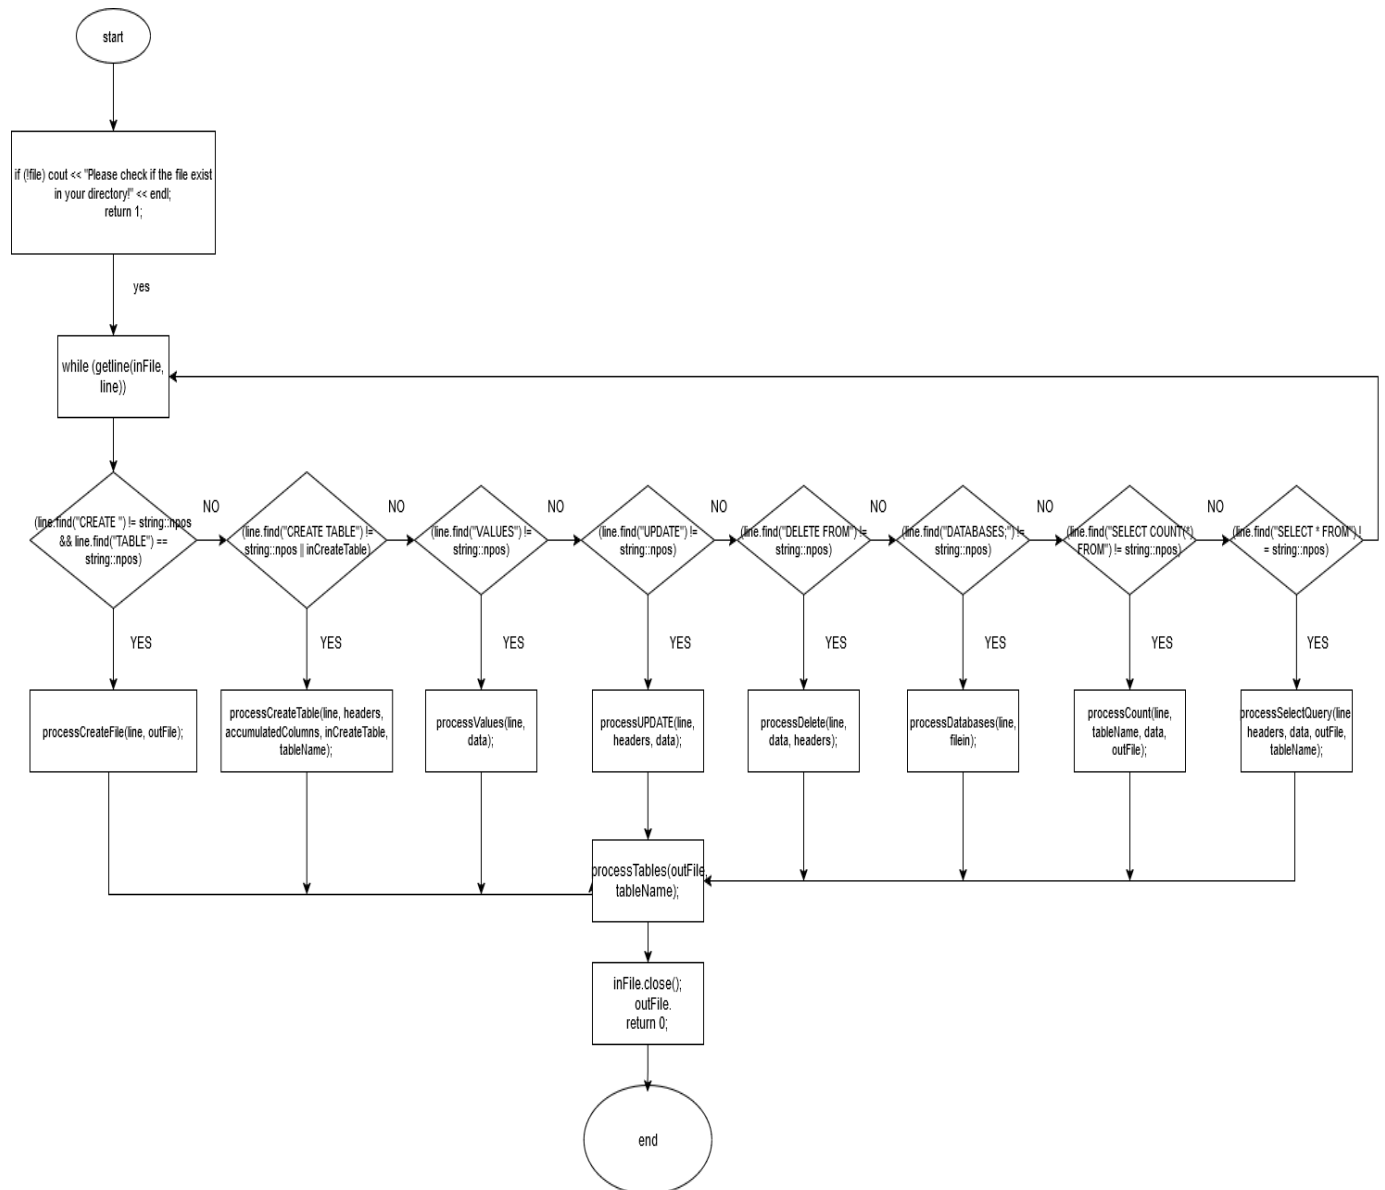 start
if (!file) cout << "Please check if the file exist
in your directory!" << endl;
return 1;
yes
while (getline(inFile,
line))
(line.find("CREATE ") != string::npos
&& line.find("TABLE") ==
string::npos)
NO
(line.find("CREATE TABLE") !=
string::npos || inCreateTable)
NO
(line.find("VALUES") !=
string::npos)
NO
(line.find("UPDATE") !=
string::npos)
NO
(line.find("DELETE FROM") !=
string::npos)
NO
(line.find("DATABASES;") !=
string::npos)
NO
(line.find("SELECT COUNT(*)
FROM") != string::npos)
NO
(line.find("SELECT * FROM") !
= string::npos)
YES
YES
YES
YES
YES
YES
YES
YES
processCreateFile(line, outFile);
processCreateTable(line, headers,
accumulatedColumns, inCreateTable,
tableName);
processValues(line,
data);
processUPDATE(line,
headers, data);
processDelete(line,
data, headers);
processDatabases(line,
filein);
processCount(line,
tableName, data,
outFile);
processSelectQuery(line,
headers, data, outFile,
tableName);
processTables(outFile,
tableName);
inFile.close();
outFile.
return 0;
end